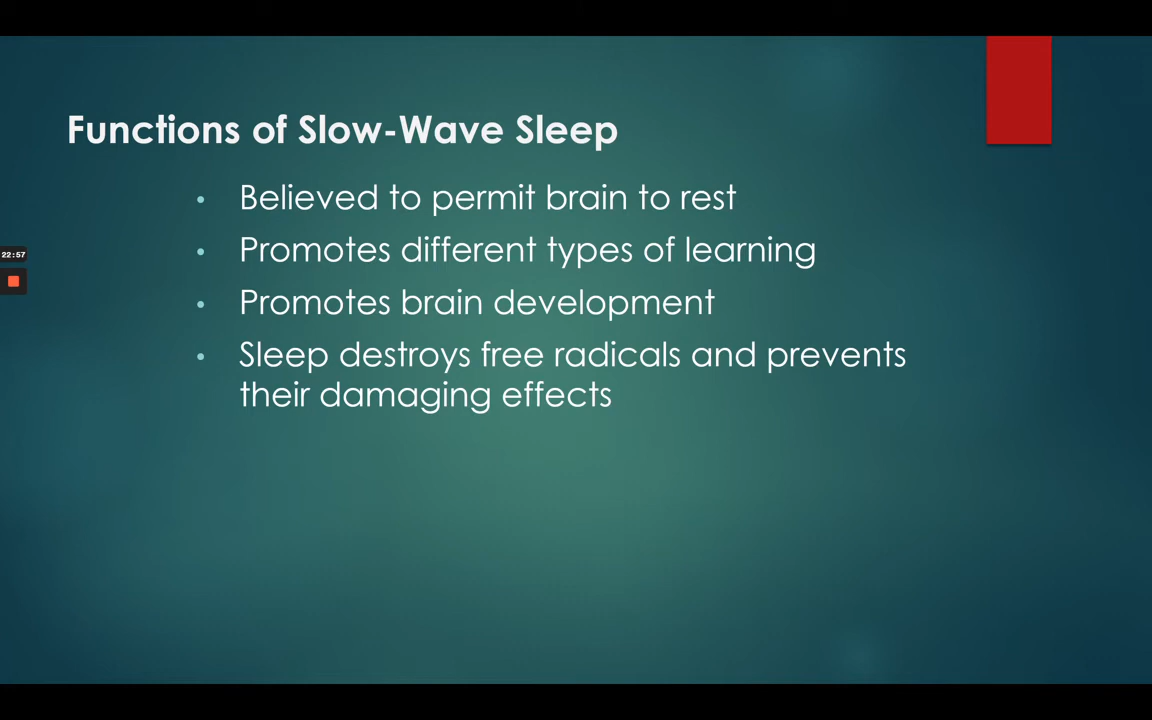 Functions of Slow-Wave Sleep
• Believed to permit brain to rest
• Promotes different types of learning
22:57
• Promotes brain development
• Sleep destroys free radicals and prevents
their damaging effects